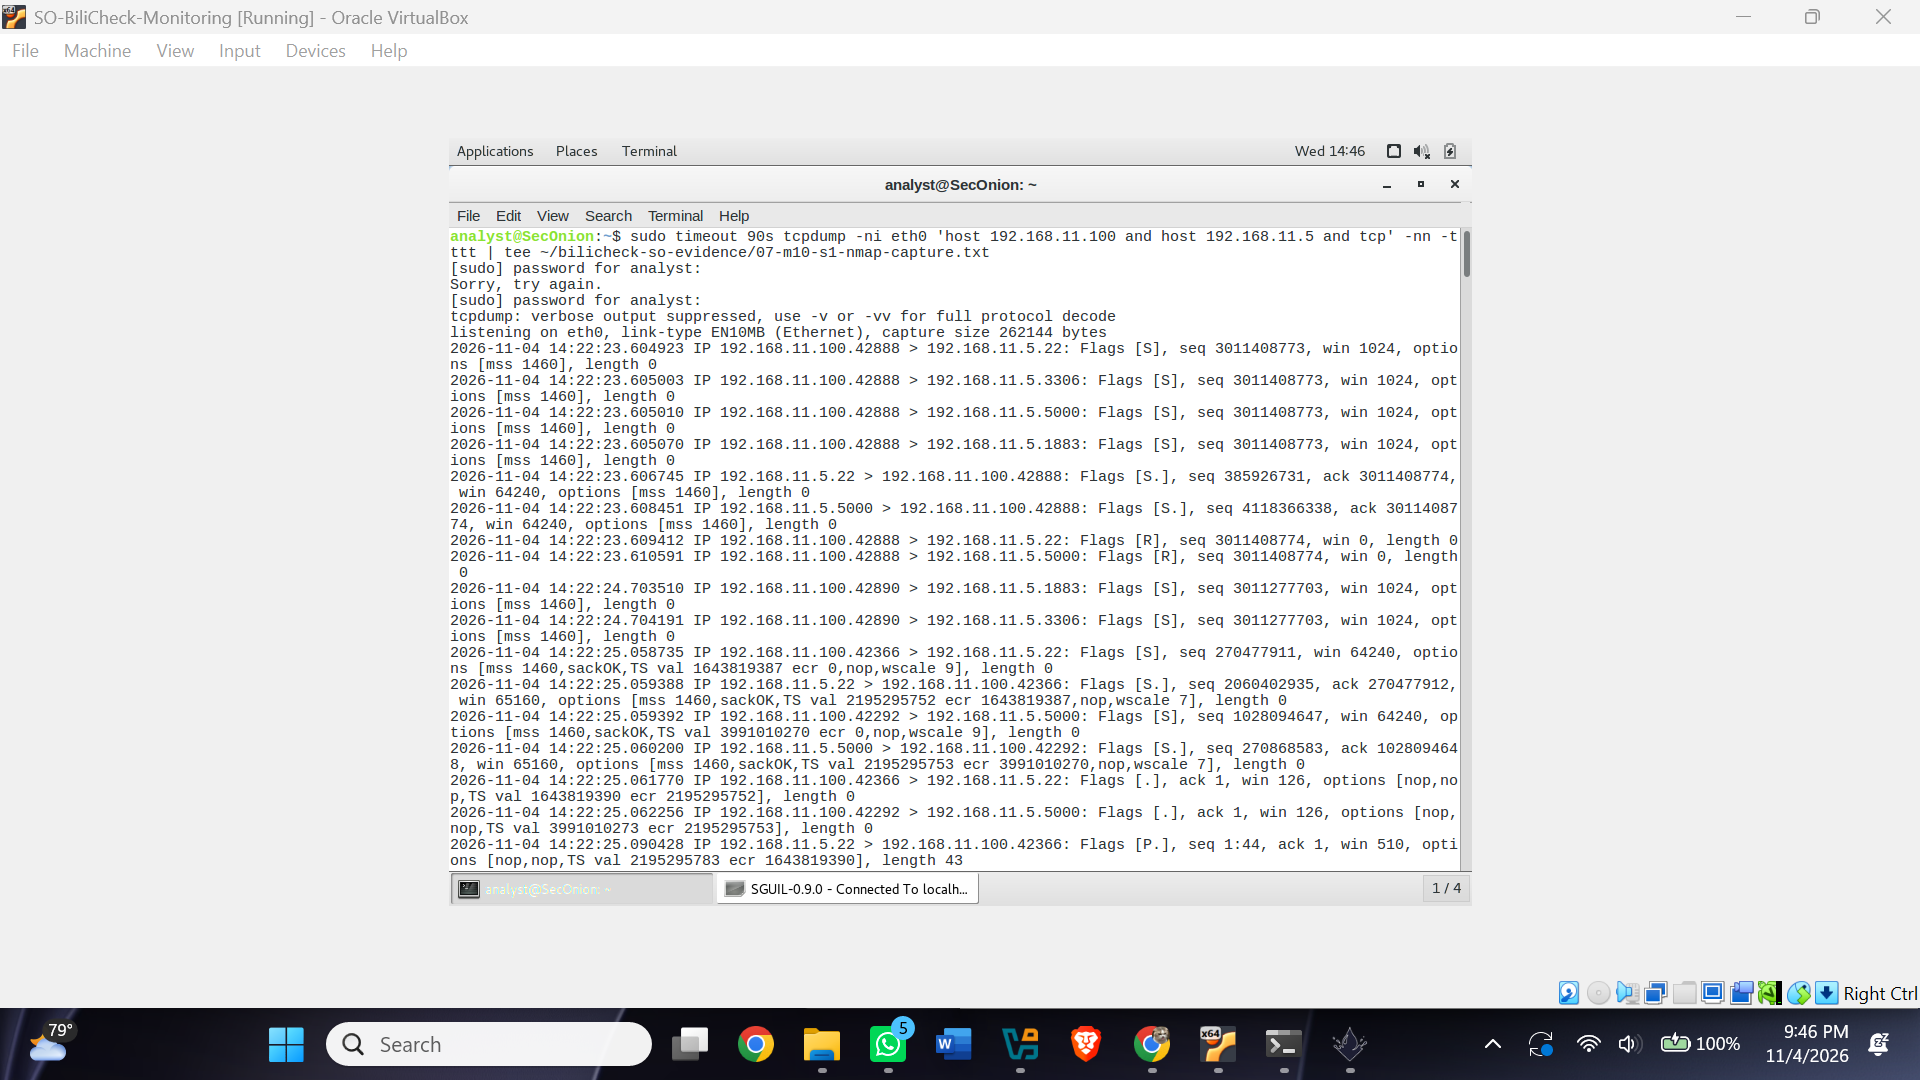 SO-BiliCheck-Monitoring [Running] - Oracle VirtualBox
File Machine View Input Devices Help
Applications Places Terminal Wed 14:46
analyst@SecOnion: ~
File Edit View Search Terminal Help
analyst@SecOnion:~$ sudo timeout 90s tcpdump -ni eth0 'host 192.168.11.100 and host 192.168.11.5 and tcp' -nn -t
ttt | tee ~/bilicheck-so-evidence/07-m10-s1-nmap-capture.txt
[sudo] password for analyst:
Sorry, try again.
[sudo] password for analyst:
tcpdump: verbose output suppressed, use -v or -vv for full protocol decode
listening on eth0, link-type EN10MB (Ethernet), capture size 262144 bytes
2026-11-04 14:22:23.604923 IP 192.168.11.100.42888 > 192.168.11.5.22: Flags [S], seq 3011408773, win 1024, optio
ns [mss 1460], length 0
2026-11-04 14:22:23.605003 IP 192.168.11.100.42888 > 192.168.11.5.3306: Flags [S], seq 3011408773, win 1024, opt
ions [mss 1460], length 0
2026-11-04 14:22:23.605010 IP 192.168.11.100.42888 > 192.168.11.5.5000: Flags [S], seq 3011408773, win 1024, opt
ions [mss 1460], length 0
2026-11-04 14:22:23.605070 IP 192.168.11.100.42888 > 192.168.11.5.1883: Flags [S], seq 3011408773, win 1024, opt
ions [mss 1460], length 0
2026-11-04 14:22:23.606745 IP 192.168.11.5.22 > 192.168.11.100.42888: Flags [S.], seq 385926731, ack 3011408774,
 win 64240, options [mss 1460], length 0
2026-11-04 14:22:23.608451 IP 192.168.11.5.5000 > 192.168.11.100.42888: Flags [S.], seq 4118366338, ack 30114087
74, win 64240, options [mss 1460], length 0
2026-11-04 14:22:23.609412 IP 192.168.11.100.42888 > 192.168.11.5.22: Flags [R], seq 3011408774, win 0, length 0
2026-11-04 14:22:23.610591 IP 192.168.11.100.42888 > 192.168.11.5.5000: Flags [R], seq 3011408774, win 0, length
 0
2026-11-04 14:22:24.703510 IP 192.168.11.100.42890 > 192.168.11.5.1883: Flags [S], seq 3011277703, win 1024, opt
ions [mss 1460], length 0
2026-11-04 14:22:24.704191 IP 192.168.11.100.42890 > 192.168.11.5.3306: Flags [S], seq 3011277703, win 1024, opt
ions [mss 1460], length 0
2026-11-04 14:22:25.058735 IP 192.168.11.100.42366 > 192.168.11.5.22: Flags [S], seq 270477911, win 64240, optio
ns [mss 1460,sackOK,TS val 1643819387 ecr 0,nop,wscale 9], length 0
2026-11-04 14:22:25.059388 IP 192.168.11.5.22 > 192.168.11.100.42366: Flags [S.], seq 2060402935, ack 270477912,
 win 65160, options [mss 1460,sackOK,TS val 2195295752 ecr 1643819387,nop,wscale 7], length 0
2026-11-04 14:22:25.059392 IP 192.168.11.100.42292 > 192.168.11.5.5000: Flags [S], seq 1028094647, win 64240, op
tions [mss 1460,sackOK,TS val 3991010270 ecr 0,nop,wscale 9], length 0
2026-11-04 14:22:25.060200 IP 192.168.11.5.5000 > 192.168.11.100.42292: Flags [S.], seq 270868583, ack 102809464
8, win 65160, options [mss 1460,sackOK,TS val 2195295753 ecr 3991010270,nop,wscale 7], length 0
2026-11-04 14:22:25.061770 IP 192.168.11.100.42366 > 192.168.11.5.22: Flags [.], ack 1, win 126, options [nop,no
p,TS val 1643819390 ecr 2195295752], length 0
2026-11-04 14:22:25.062256 IP 192.168.11.100.42292 > 192.168.11.5.5000: Flags [.], ack 1, win 126, options [nop,
nop,TS val 3991010273 ecr 2195295753], length 0
2026-11-04 14:22:25.090428 IP 192.168.11.5.22 > 192.168.11.100.42366: Flags [P.], seq 1:44, ack 1, win 510, opti
ons [nop,nop,TS val 2195295783 ecr 1643819390], length 43
analyst@SecOnion: ~ SGUIL-0.9.0 - Connected To localh... 1 / 4
Right Ctrl
79° Search 5 x64 100% 9:46 PM
11/4/2026